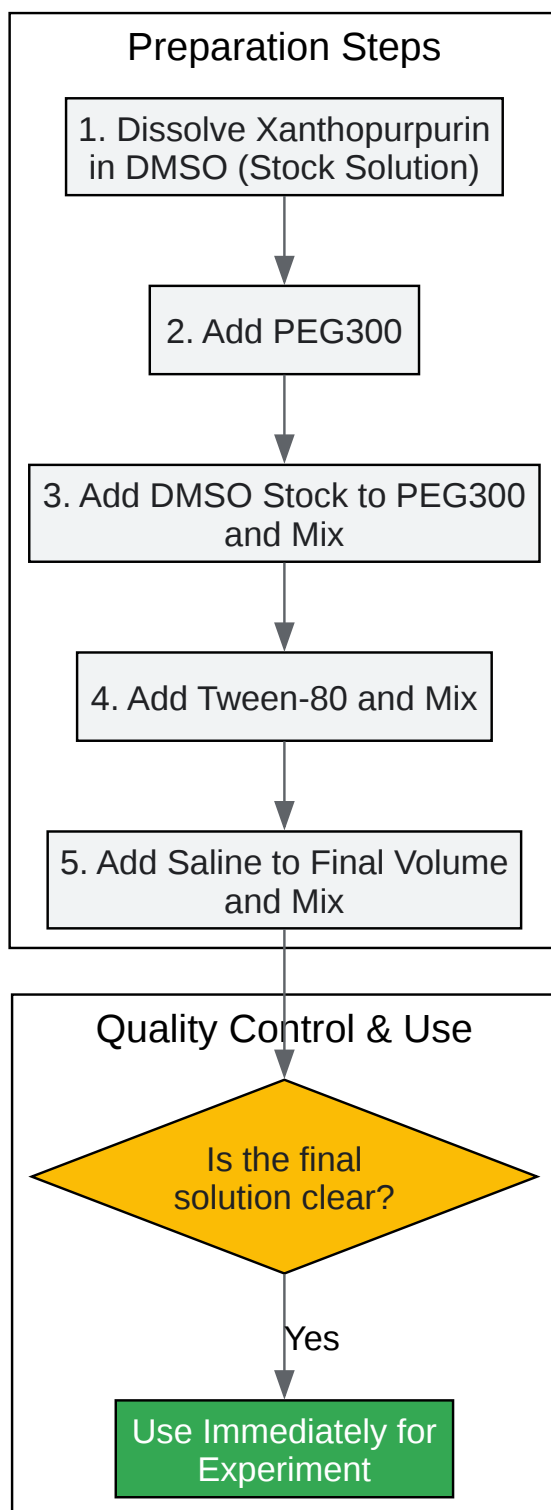 Preparation Steps
1. Dissolve Xanthopurpurin
in DMSO (Stock Solution)
2. Add PEG300
3. Add DMSO Stock to PEG300
and Mix
4. Add Tween-80 and Mix
5. Add Saline to Final Volume
and Mix
Quality Control & Use
Is the final
solution clear?
Yes
Use Immediately for
Experiment